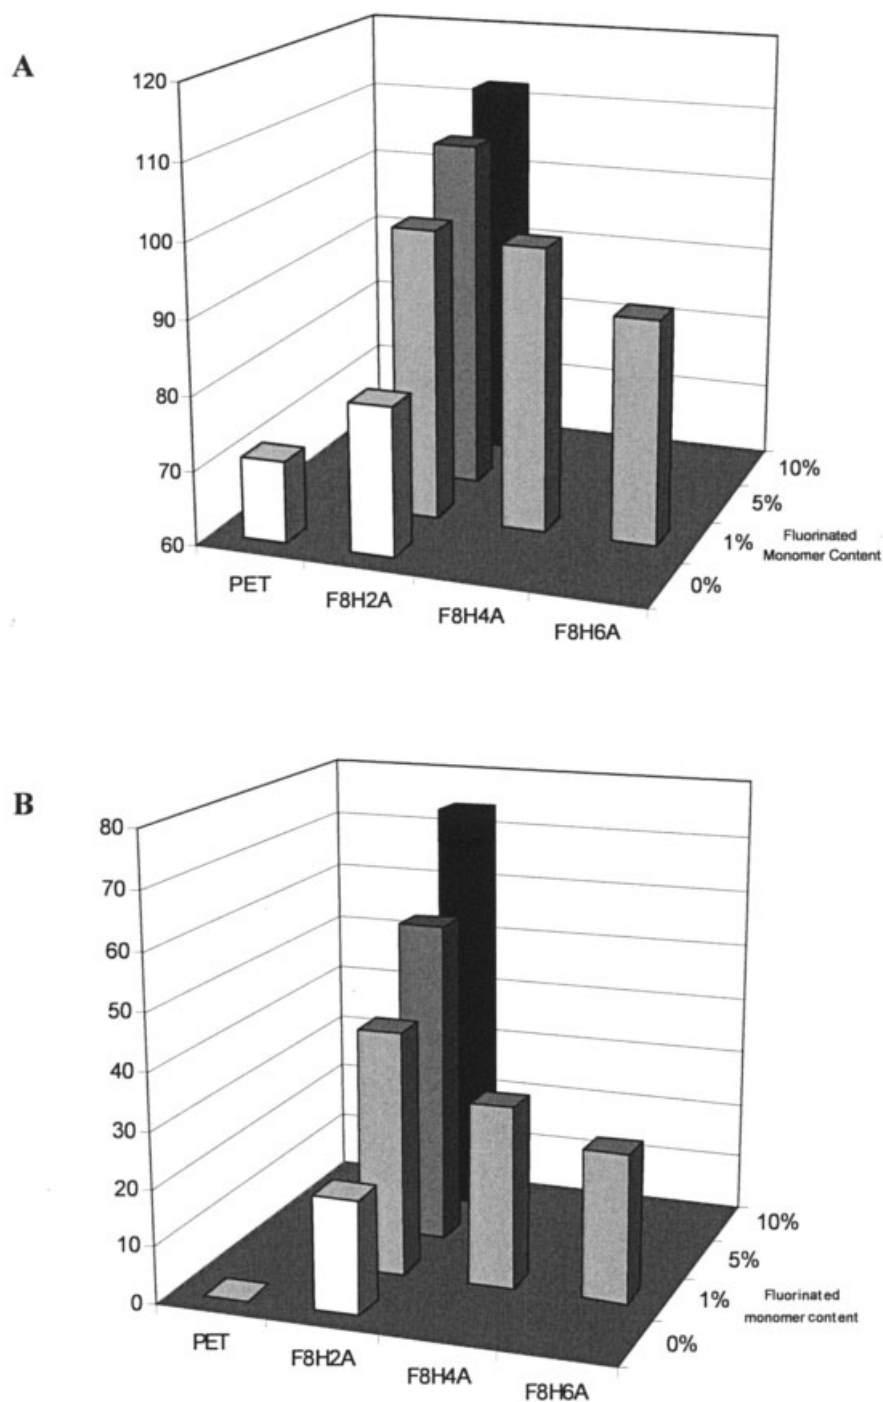 A
120
110
100
90
80
70
60
PET
F8H2A
F8H4A
F8H6A
0%
1%
5%
10%
Fluorinated
Monomer Content
B
80
70
60
50
40
30
20
10
0
PET
F8H2A
F8H4A
F8H6A
0%
1%
5%
10%
Fluorinated
monomer content